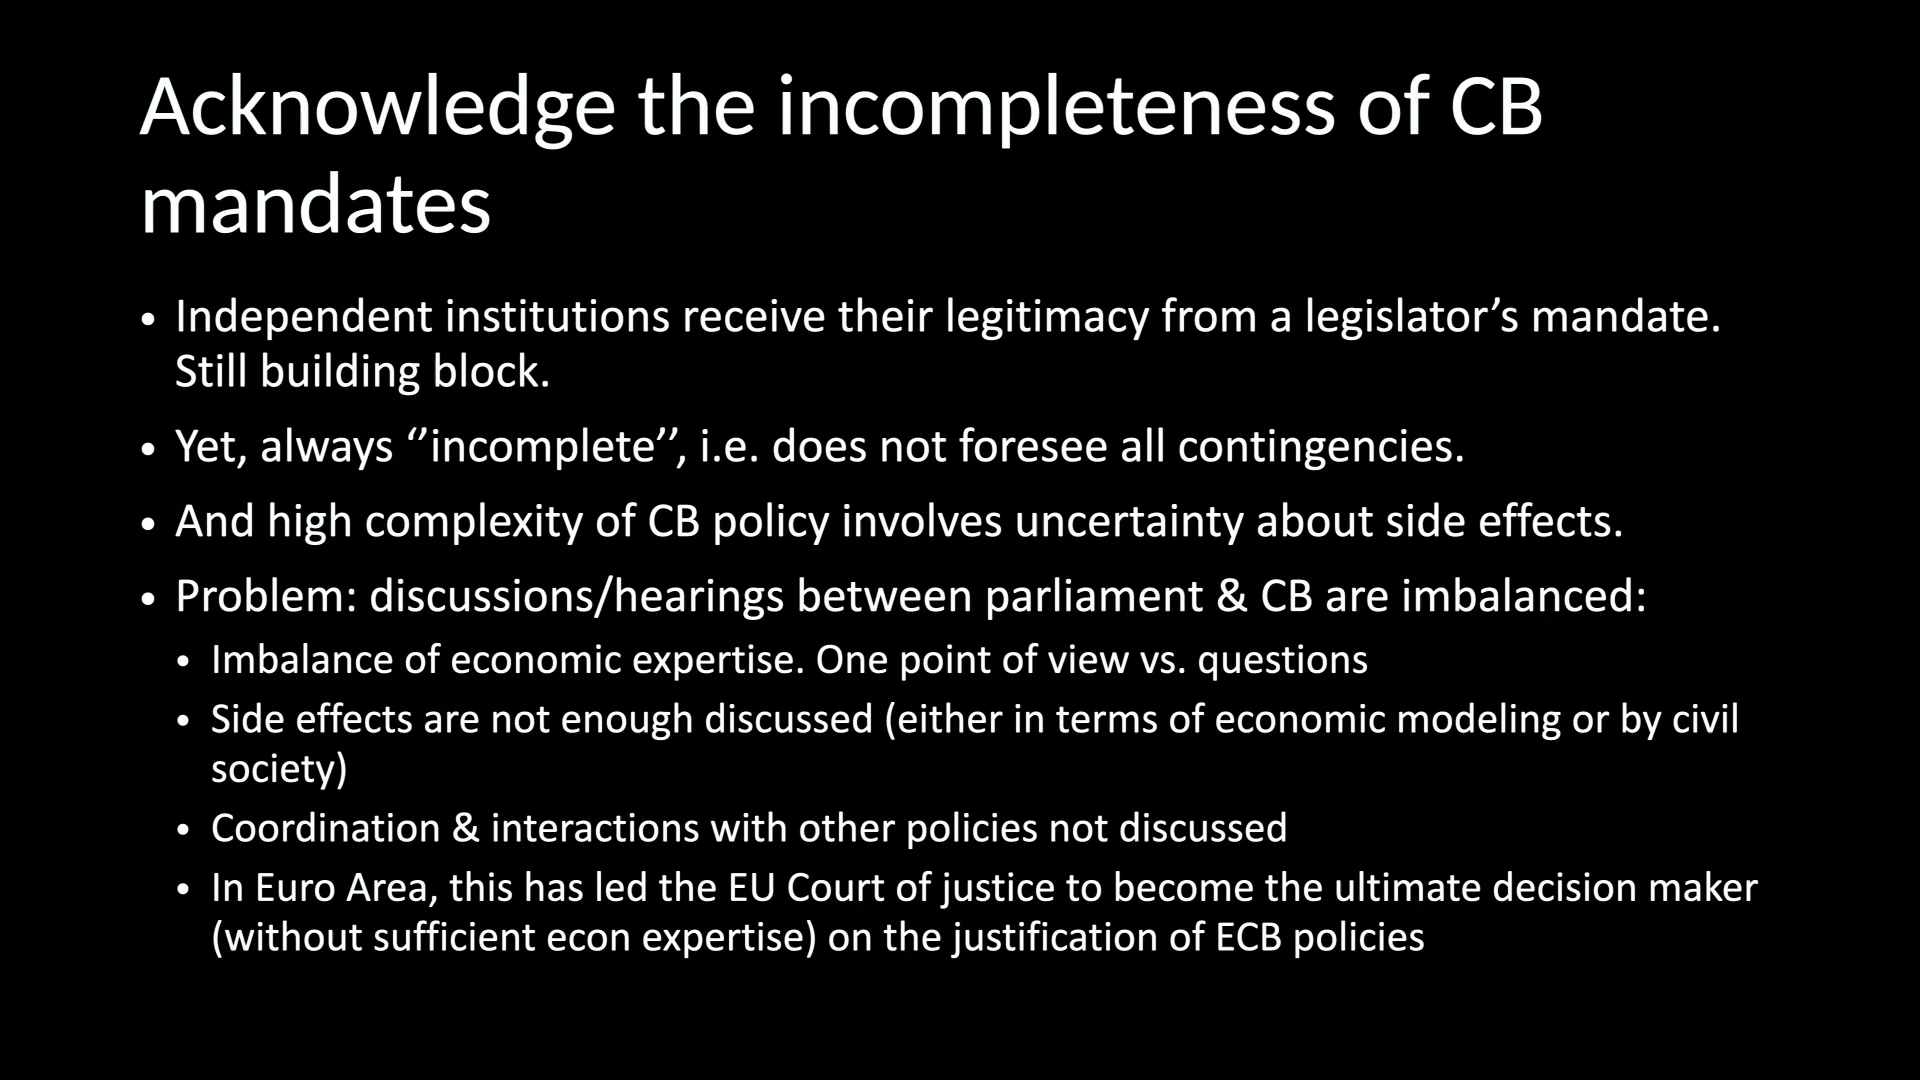 Acknowledge the incompleteness of CB
mandates
• Independent institutions receive their legitimacy from a legislator’s mandate.
Still building block.
• Yet, always ‘’incomplete’’, i.e. does not foresee all contingencies.
• And high complexity of CB policy involves uncertainty about side effects.
• Problem: discussions/hearings between parliament & CB are imbalanced:
• Imbalance of economic expertise. One point of view vs. questions
• Side effects are not enough discussed (either in terms of economic modeling or by civil
society)
• Coordination & interactions with other policies not discussed
• In Euro Area, this has led the EU Court of justice to become the ultimate decision maker
(without sufficient econ expertise) on the justification of ECB policies